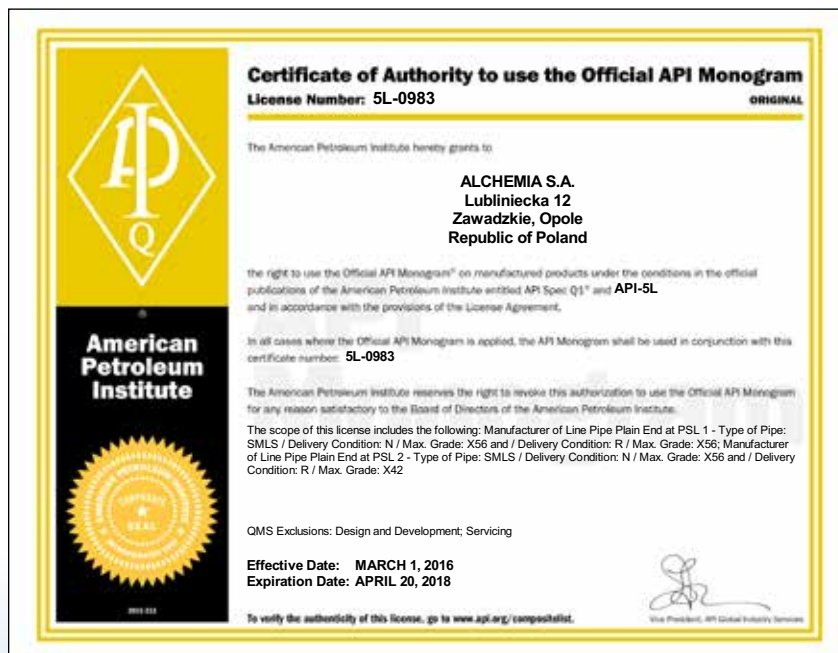 Certificate of Authority to use the Official API Monogram
License Number: 5L-0983
ORIGINAL
The American Petroleum Institute hereby grants to
ALCHEMIA S.A.
Lubliniecka 12
Zawadzkie, Opole
Republic of Poland
the right to use the Official API Monogram® on manufactured products under the conditions in the official
publications of the American Petroleum Institute entitled API Spec Q1® and API-5L
and in accordance with the provisions of the License Agreement.
In all cases where the Official API Monogram is applied, the API Monogram shall be used in conjunction with this
certificate number: 5L-0983
The American Petroleum Institute reserves the right to revoke this authorization to use the Official API Monogram
for any reason satisfactory to the Board of Directors of the American Petroleum Institute.
The scope of this license includes the following: Manufacturer of Line Pipe Plain End at PSL 1 - Type of Pipe:
SMLS / Delivery Condition: N / Max. Grade: X56 and / Delivery Condition: R / Max. Grade: X56; Manufacturer
of Line Pipe Plain End at PSL 2 - Type of Pipe: SMLS / Delivery Condition: N / Max. Grade: X56 and / Delivery
Condition: R / Max. Grade: X42
QMS Exclusions: Design and Development; Servicing
Effective Date: MARCH 1, 2016
Expiration Date: APRIL 20, 2018
To verify the authenticity of this license, go to www.api.org/compositelist.
Vice President, API Global Industry Services
API
Q
®
American
Petroleum
Institute
AMERICAN PETROLEUM INSTITUTE
CORPORATE
SEAL